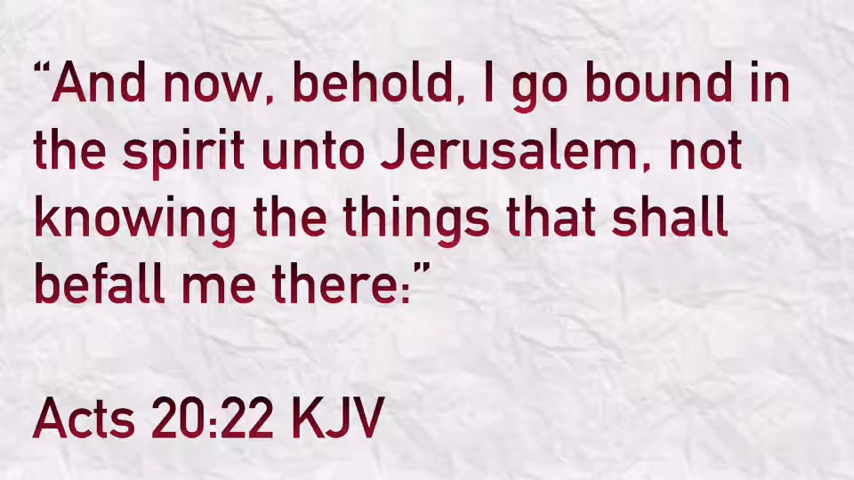 “And now, behold, I go bound in
the spirit unto Jerusalem, not
knowing the things that shall
befall me there:”
Acts 20:22 KJV